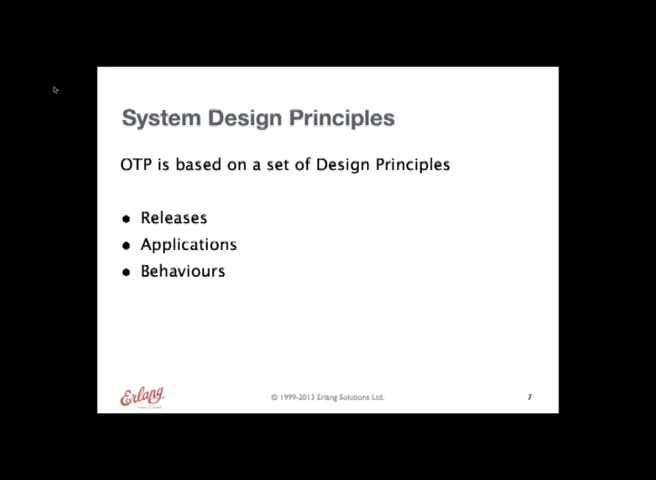 System Design Principles
OTP is based on a set of Design Principles
● Releases
● Applications
● Behaviours
Erlang
© 1999-2013 Erlang Solutions Ltd.
7